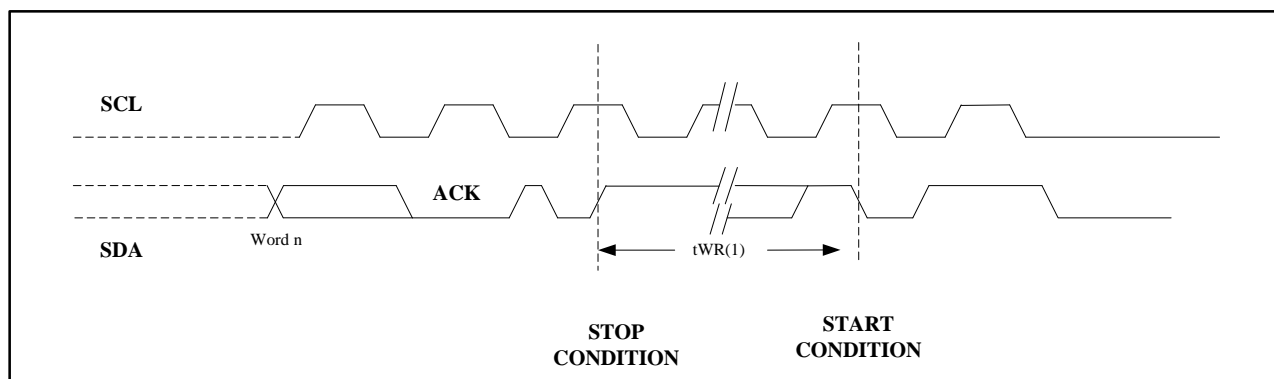 SCL
ACK
Word n
SDA
tWR(1)
STOP
CONDITION
START
CONDITION